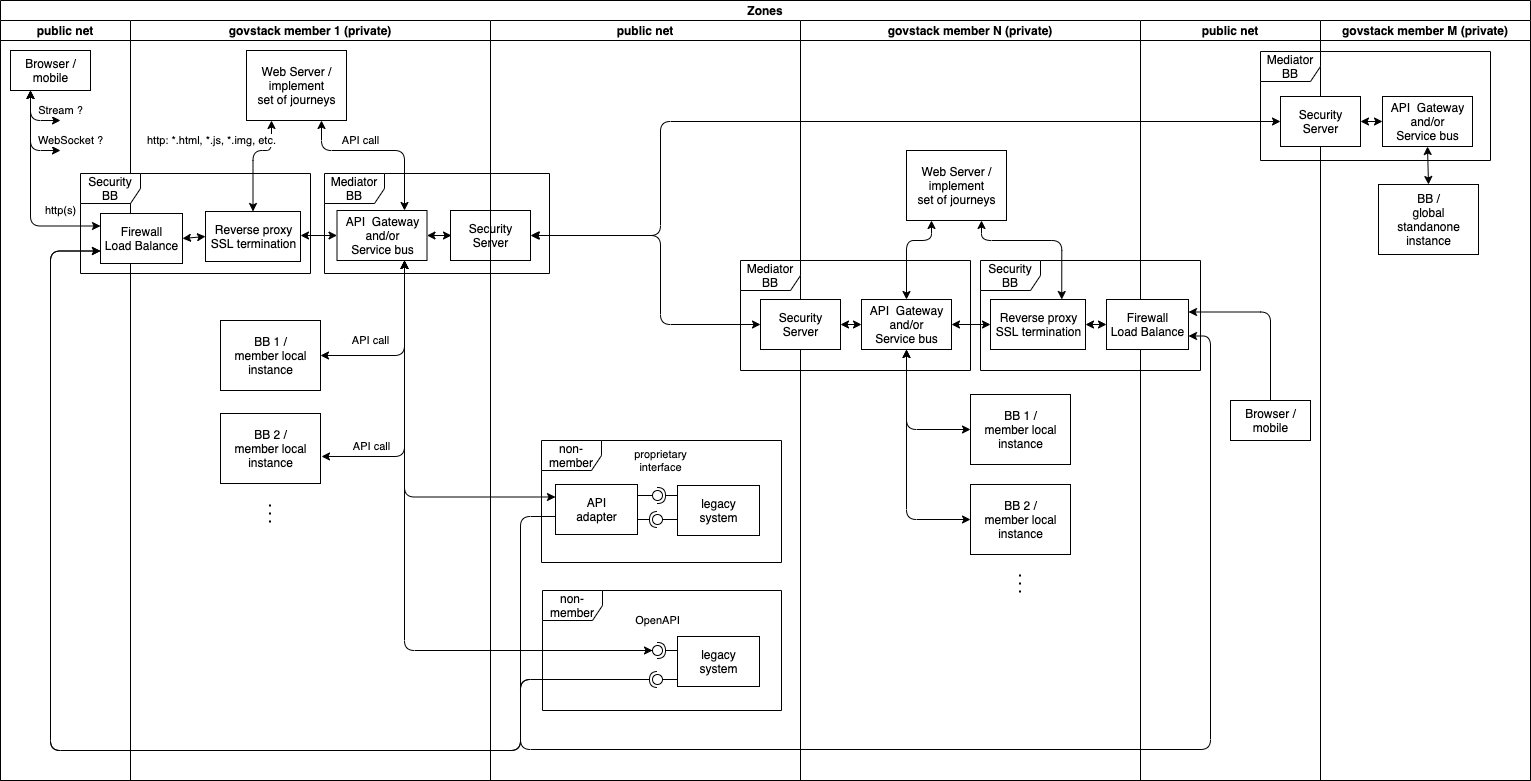 Zones
public net
govstack member 1 (private)
public net
govstack member N (private)
public net
govstack member M (private)
Browser /
mobile
Stream ?
WebSocket ?
http(s)
Web Server /
implement
set of journeys
http: *.html, *.js, *.img, etc.
API call
Security
BB
Firewall
Load Balance
Reverse proxy
SSL termination
Mediator
BB
API  Gateway
and/or
Service bus
Security
Server
BB 1 /
member local
instance
API call
BB 2 /
member local
instance
API call
⋮
non-
member
proprietary
interface
API
adapter
legacy
system
non-
member
OpenAPI
legacy
system
Web Server /
implement
set of journeys
Mediator
BB
Security
Server
API  Gateway
and/or
Service bus
Security
BB
Reverse proxy
SSL termination
Firewall
Load Balance
BB 1 /
member local
instance
BB 2 /
member local
instance
⋮
Browser /
mobile
Mediator
BB
Security
Server
API  Gateway
and/or
Service bus
BB /
global
standanone
instance